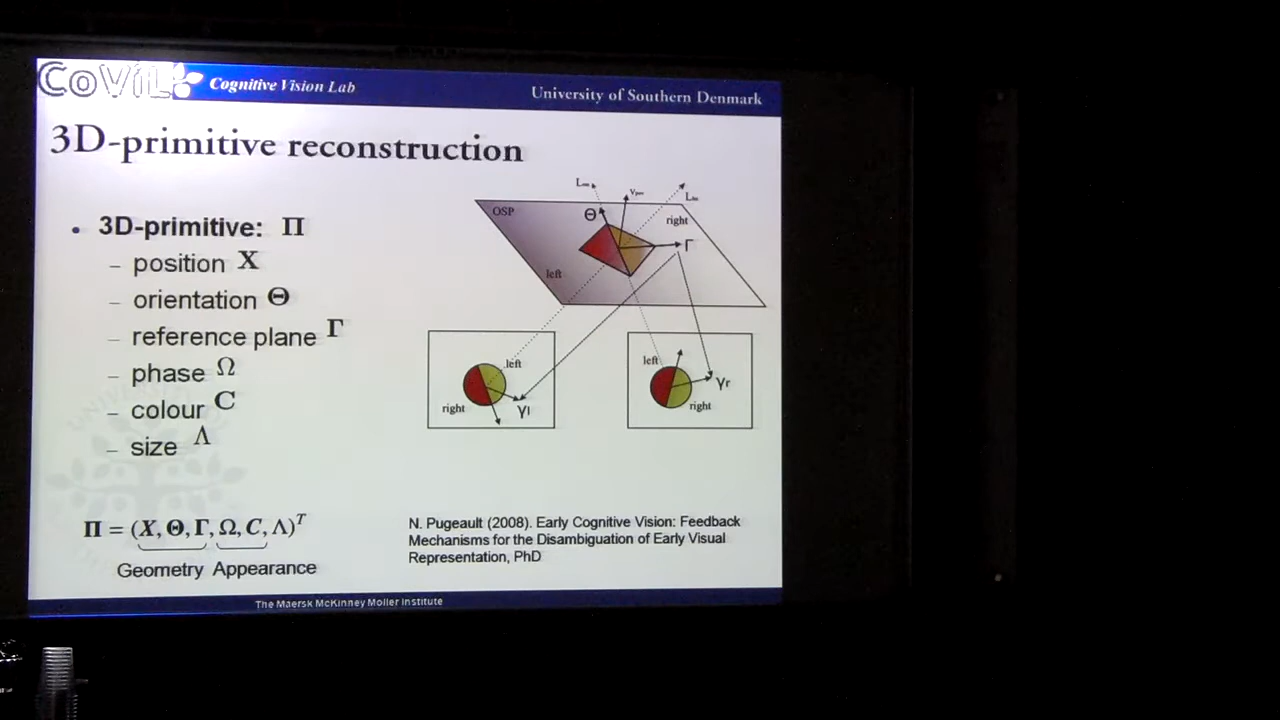 CoViL Cognitive Vision Lab
University of Southern Denmark
3D-primitive reconstruction
• 3D-primitive: Π
– position X
– orientation Θ
– reference plane Γ
– phase Ω
– colour C
– size Λ
Π = (X, Θ, Γ, Ω, C, Λ)^T
Geometry Appearance
OSP
Θ
right
Γ
left
left
right
γl
left
γr
right
N. Pugeault (2008). Early Cognitive Vision: Feedback
Mechanisms for the Disambiguation of Early Visual
Representation, PhD
The Maersk McKinney Moller Institute